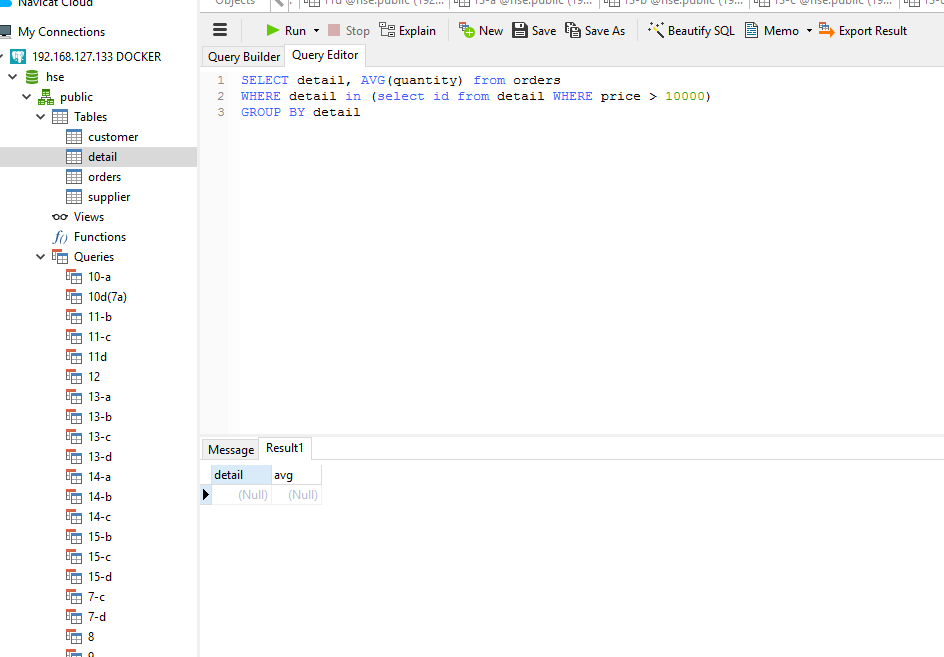 Navicat Cloud
My Connections
192.168.127.133 DOCKER
hse
public
Tables
customer
detail
orders
supplier
Views
f() Functions
Queries
10-a
10d(7a)
11-b
11-c
11d
12
13-a
13-b
13-c
13-d
14-a
14-b
14-c
15-b
15-c
15-d
7-c
7-d
8
9
Objects
11d @hse.public (192...
13-a @hse.public (19...
13-b @hse.public (19...
13-c @hse.public (19...
Run Stop Explain New Save Save As Beautify SQL Memo Export Result
Query Builder Query Editor
1 SELECT detail, AVG(quantity) from orders
2 WHERE detail in (select id from detail WHERE price > 10000)
3 GROUP BY detail
Message Result1
detail avg
(Null) (Null)